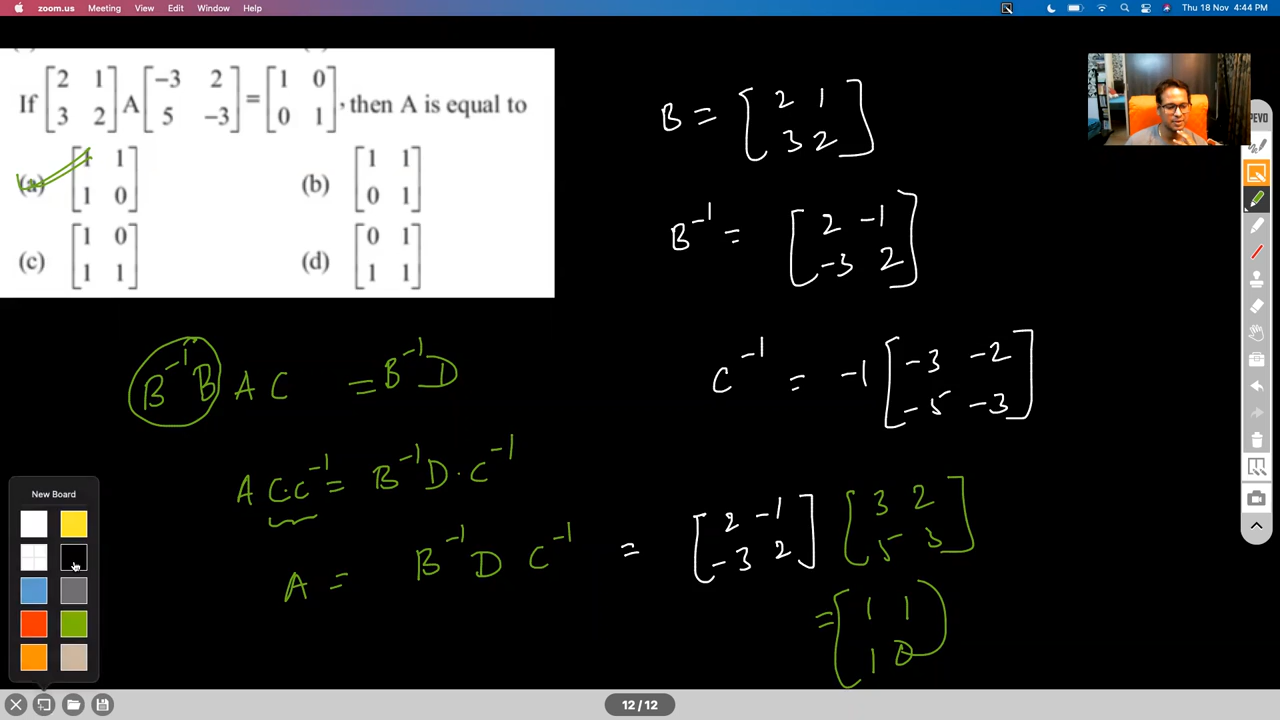 zoom.us Meeting View Edit Window Help Thu 18 Nov 4:44 PM
If [2 1 3 2] A [−3 2 5 −3] = [1 0 0 1], then A is equal to
(a) [1 1 1 0] (b) [1 1 0 1]
(c) [1 0 1 1] (d) [0 1 1 1]
B = [2 1 3 2]
B⁻¹ = [2 -1 -3 2]
C⁻¹ = -1 [-3 -2 -5 -3]
B⁻¹B A C = B⁻¹D
A C·C⁻¹ = B⁻¹D·C⁻¹
A = B⁻¹ D C⁻¹ = [2 -1 -3 2] [3 2 5 3]
= [1 1 1 0]
New Board
12 / 12